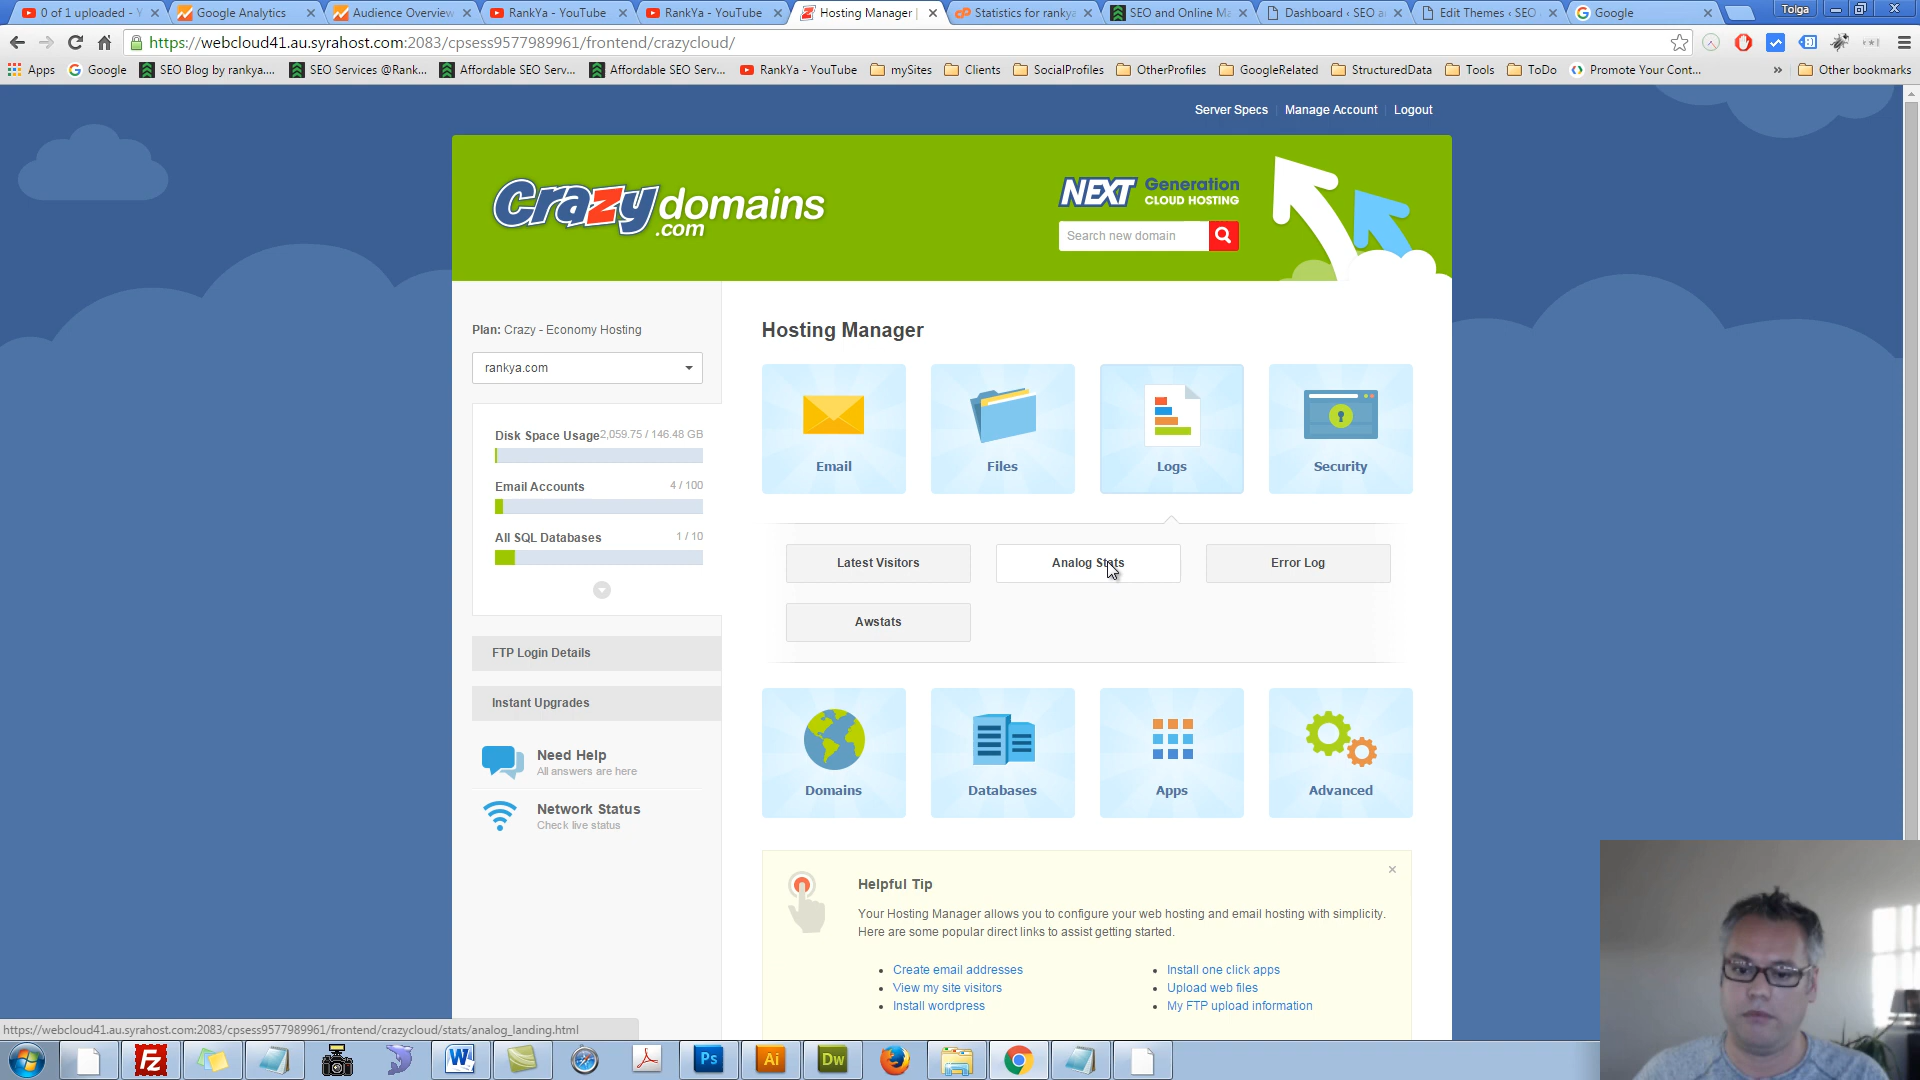 0 of 1 uploaded - Y
Google Analytics
Audience Overview
RankYa - YouTube
RankYa - YouTube
Hosting Manager |
Statistics for rankya
SEO and Online Ma
Dashboard ‹ SEO a
Edit Themes ‹ SEO
Google
Tolga
https://webcloud41.au.syrahost.com:2083/cpsess9577989961/frontend/crazycloud/
Apps
Google
SEO Blog by rankya....
SEO Services @Rank...
Affordable SEO Serv...
Affordable SEO Serv...
RankYa - YouTube
mySites
Clients
SocialProfiles
OtherProfiles
GoogleRelated
StructuredData
Tools
ToDo
Promote Your Cont...
»
Other bookmarks
Server Specs
Manage Account
Logout
Crazy domains
.com
NEXT Generation
CLOUD HOSTING
Search new domain
Plan: Crazy - Economy Hosting
rankya.com
Disk Space Usage 2,059.75 / 146.48 GB
Email Accounts 4 / 100
All SQL Databases 1 / 10
FTP Login Details
Instant Upgrades
Need Help
All answers are here
Network Status
Check live status
Hosting Manager
Email
Files
Logs
Security
Latest Visitors
Analog Stats
Error Log
Awstats
Domains
Databases
Apps
Advanced
Helpful Tip
Your Hosting Manager allows you to configure your web hosting and email hosting with simplicity.
Here are some popular direct links to assist getting started.
Create email addresses
View my site visitors
Install wordpress
Install one click apps
Upload web files
My FTP upload information
https://webcloud41.au.syrahost.com:2083/cpsess9577989961/frontend/crazycloud/stats/analog_landing.html
Fz
W
Ps
Ai
Dw